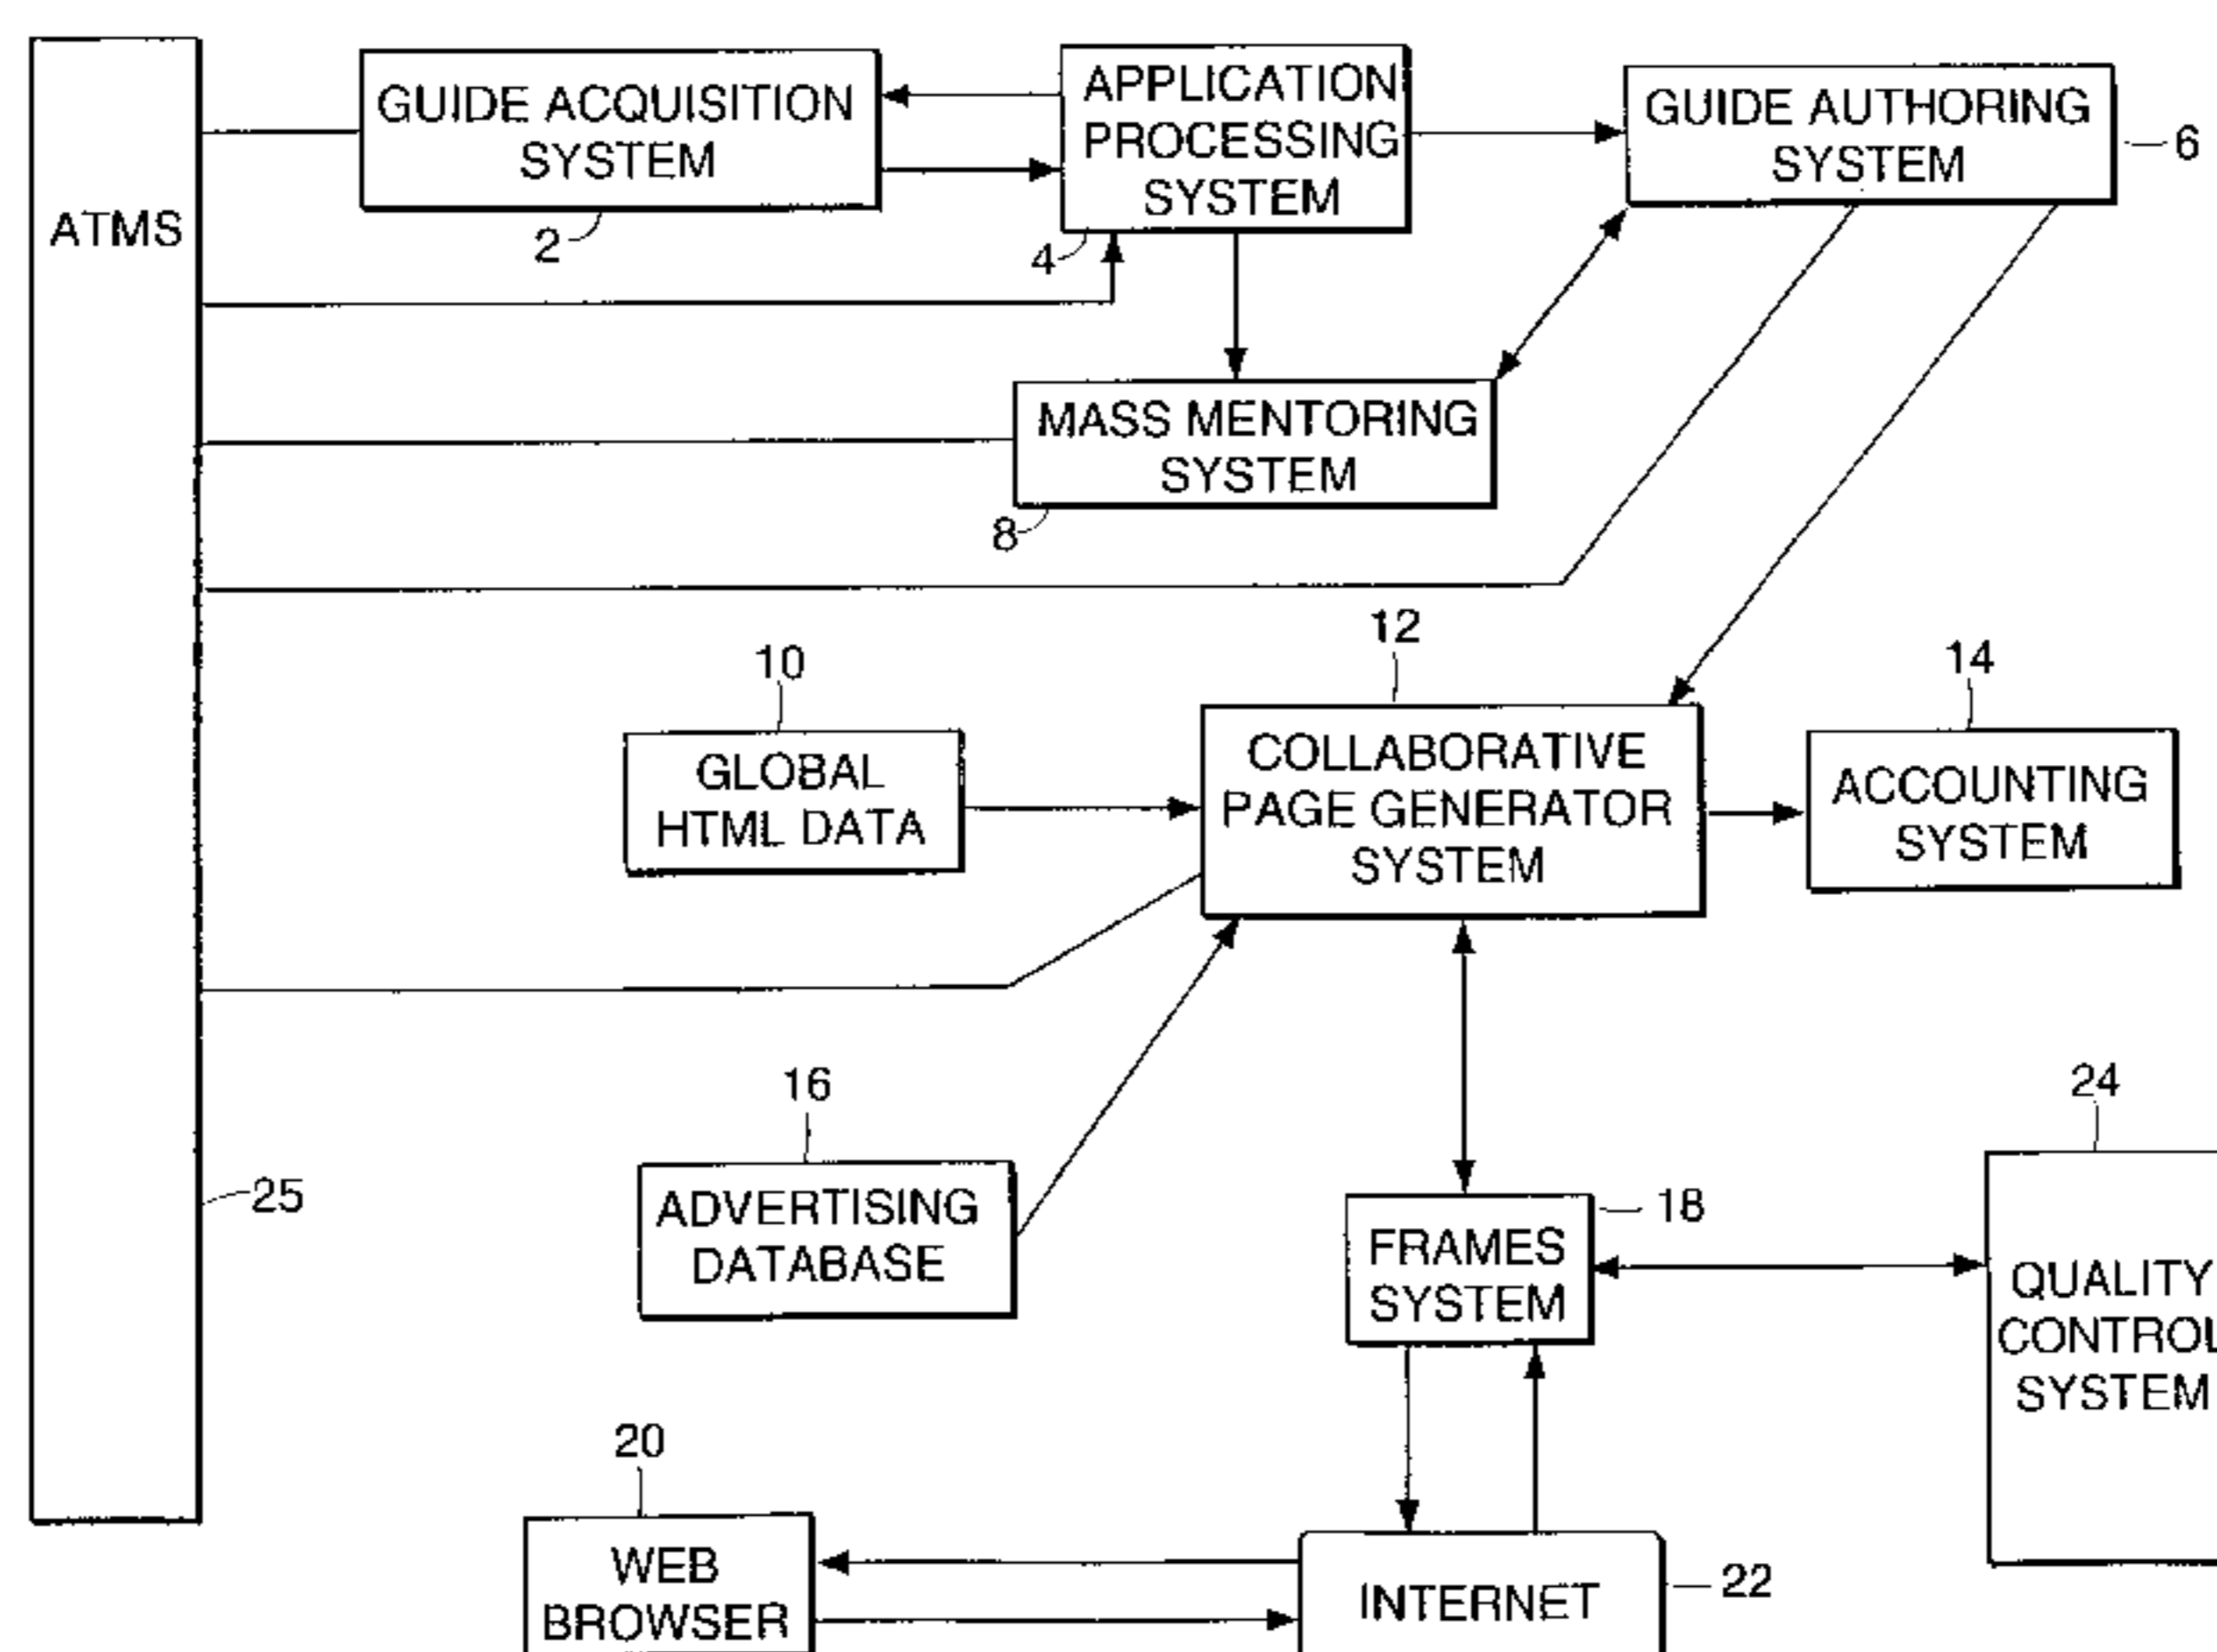 ATMS
GUIDE ACQUISITION
SYSTEM
2
APPLICATION
PROCESSING
SYSTEM
4
GUIDE AUTHORING
SYSTEM
6
MASS MENTORING
SYSTEM
8
10
GLOBAL
HTML DATA
12
COLLABORATIVE
PAGE GENERATOR
SYSTEM
14
ACCOUNTING
SYSTEM
16
ADVERTISING
DATABASE
25
18
FRAMES
SYSTEM
24
QUALITY
CONTROL
SYSTEM
20
WEB
BROWSER
INTERNET
22